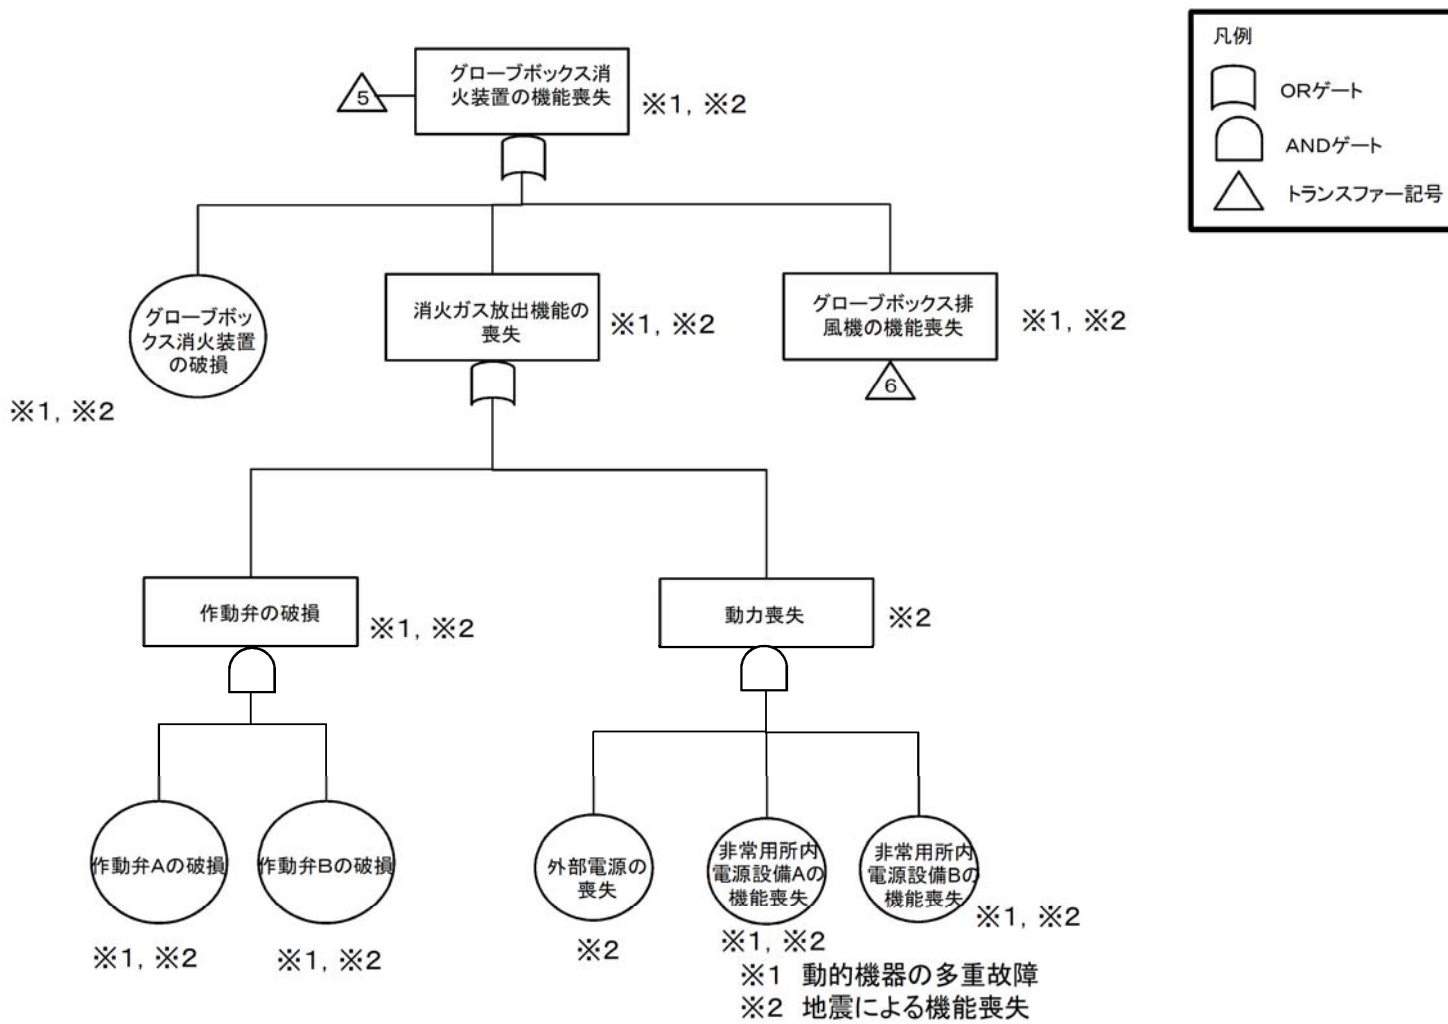 凡例
ORゲート
ANDゲート
トランスファー記号
5
グローブボックス消
火装置の機能喪失
※1, ※2
グローブボッ
クス消火装置
の破損
※1, ※2
消火ガス放出機能の
喪失
※1, ※2
グローブボックス排
風機の機能喪失
※1, ※2
6
作動弁の破損
※1, ※2
動力喪失
※2
作動弁Aの破損
※1, ※2
作動弁Bの破損
※1, ※2
外部電源の
喪失
※2
非常用所内
電源設備Aの
機能喪失
※1, ※2
非常用所内
電源設備Bの
機能喪失
※1, ※2
※1 動的機器の多重故障
※2 地震による機能喪失